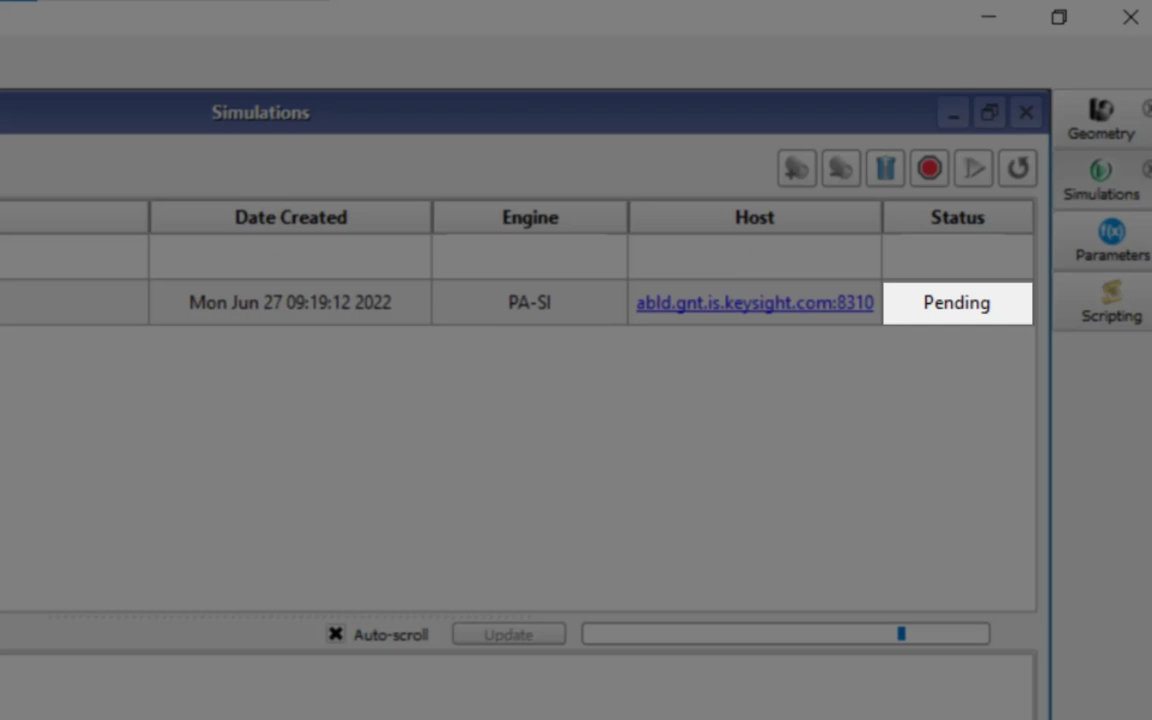 Simulations
Geometry
Simulations
Date Created Engine Host Status
f(x)
Parameters
Mon Jun 27 09:19:12 2022 PA-SI abld.gnt.is.keysight.com:8310 Pending
Scripting
Auto-scroll Update